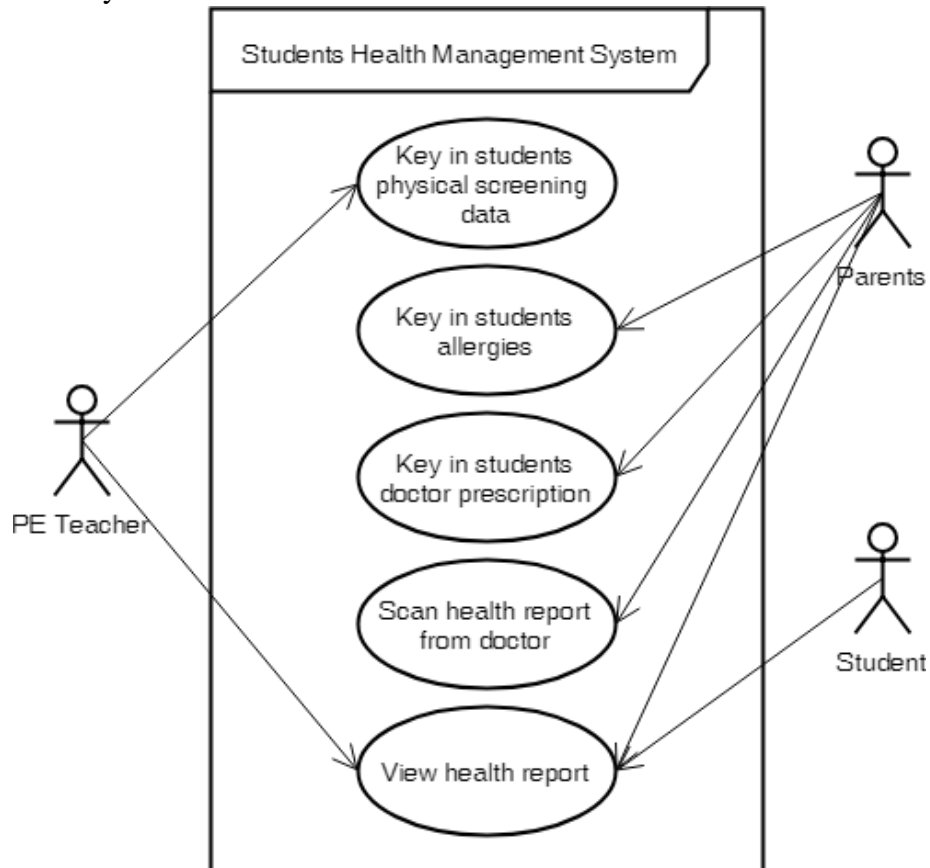 Students Health Management System
Key in students
physical screening
data
Parents
Key in students
allergies
PE Teacher
Key in students
doctor prescription
Scan health report
from doctor
Student
View health report